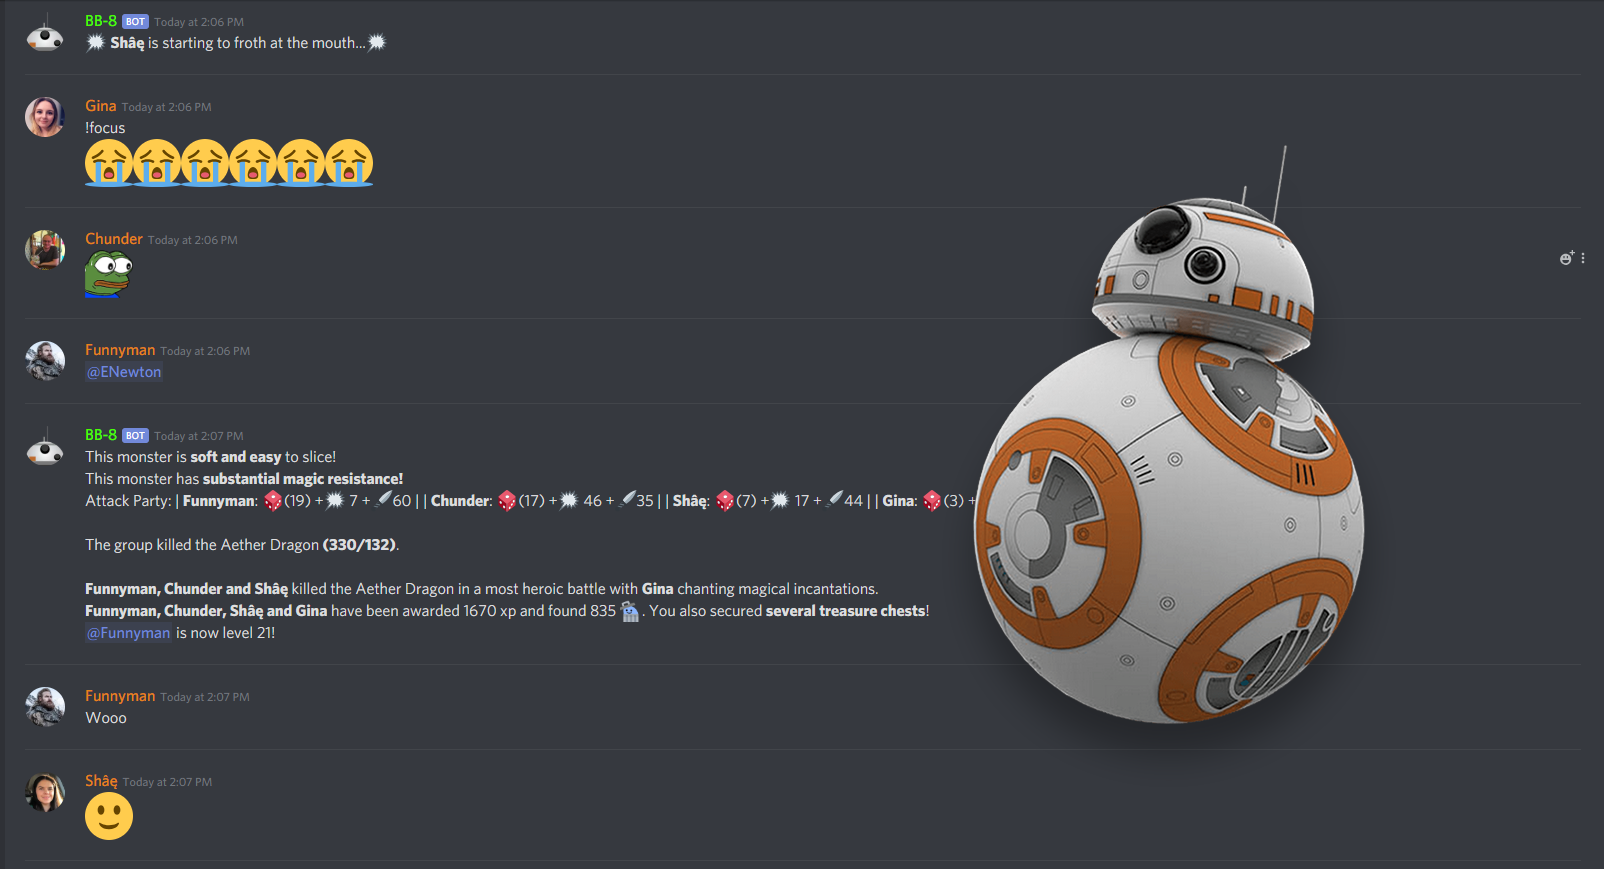 BB-8 BOT Today at 2:06 PM
Shâę is starting to froth at the mouth...
Gina Today at 2:06 PM
!focus
Chunder Today at 2:06 PM
Funnyman Today at 2:06 PM
@ENewton
BB-8 BOT Today at 2:07 PM
This monster is soft and easy to slice!
This monster has substantial magic resistance!
Attack Party: | Funnyman: (19) + 7 + 60 | | Chunder: (17) + 46 + 35 | | Shâę: (7) + 17 + 44 | | Gina: (3) +
The group killed the Aether Dragon (330/132).
Funnyman, Chunder and Shâę killed the Aether Dragon in a most heroic battle with Gina chanting magical incantations.
Funnyman, Chunder, Shâę and Gina have been awarded 1670 xp and found 835 . You also secured several treasure chests!
@Funnyman is now level 21!
Funnyman Today at 2:07 PM
Wooo
Shâę Today at 2:07 PM